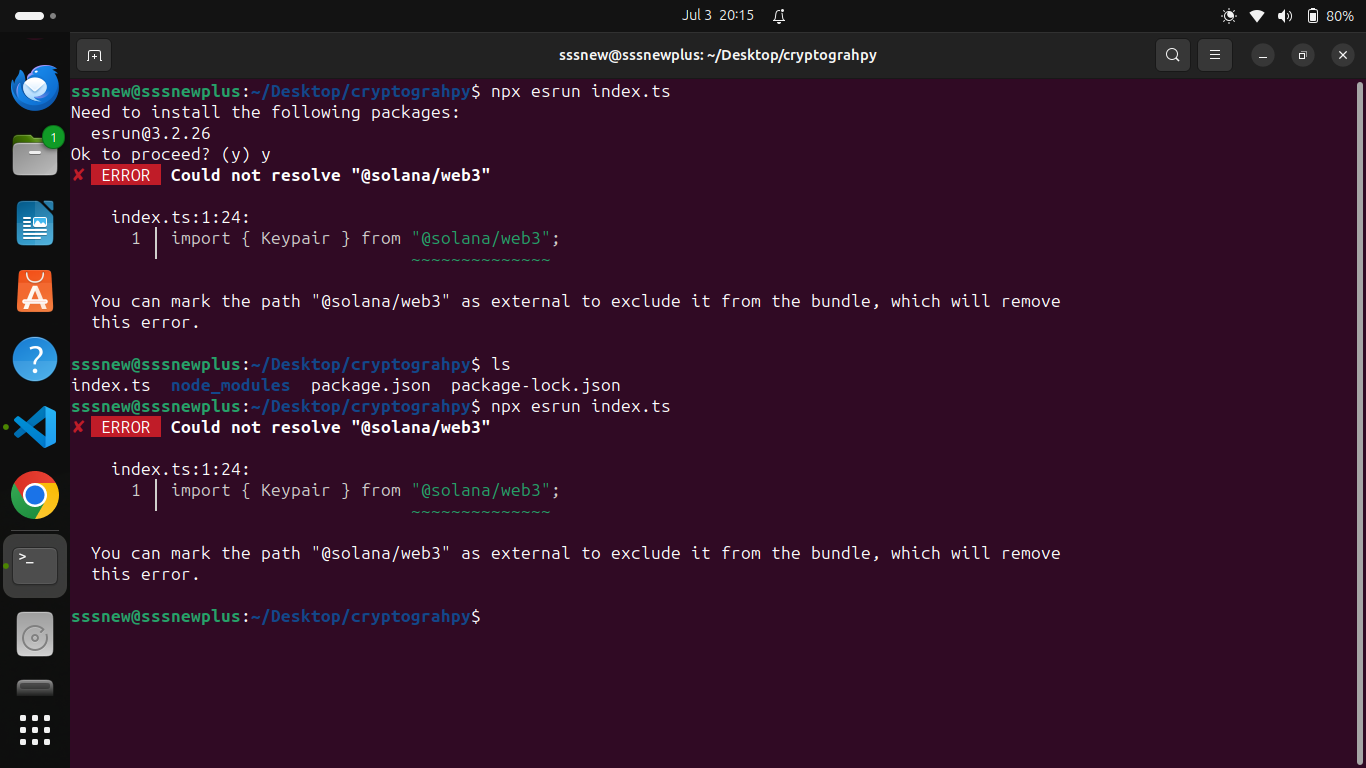 Jul 3 20:15
80%
sssnew@sssnewplus: ~/Desktop/cryptograhpy
sssnew@sssnewplus:~/Desktop/cryptograhpy$ npx esrun index.ts
Need to install the following packages:
esrun@3.2.26
Ok to proceed? (y) y
✘ ERROR Could not resolve "@solana/web3"
index.ts:1:24:
1 │ import { Keypair } from "@solana/web3";
~~~~~~~~~~~~~~
You can mark the path "@solana/web3" as external to exclude it from the bundle, which will remove
this error.
sssnew@sssnewplus:~/Desktop/cryptograhpy$ ls
index.ts node_modules package.json package-lock.json
sssnew@sssnewplus:~/Desktop/cryptograhpy$ npx esrun index.ts
✘ ERROR Could not resolve "@solana/web3"
index.ts:1:24:
1 │ import { Keypair } from "@solana/web3";
~~~~~~~~~~~~~~
You can mark the path "@solana/web3" as external to exclude it from the bundle, which will remove
this error.
sssnew@sssnewplus:~/Desktop/cryptograhpy$
1
A
?
>_